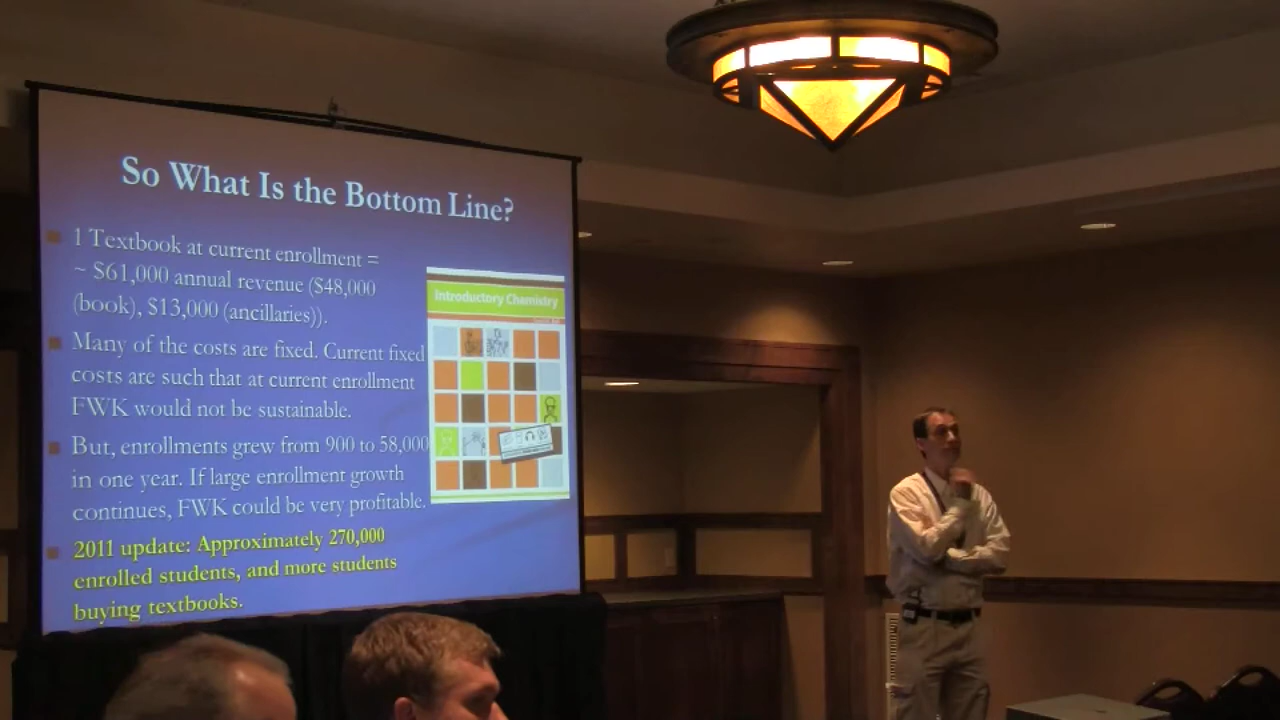 So What Is the Bottom Line?
1 Textbook at current enrollment =
~ $61,000 annual revenue ($48,000
(book), $13,000 (ancillaries)).
Many of the costs are fixed. Current fixed
costs are such that at current enrollment
FWK would not be sustainable.
But, enrollments grew from 900 to 58,000
in one year. If large enrollment growth
continues, FWK could be very profitable.
2011 update: Approximately 270,000
enrolled students, and more students
buying textbooks.
Introductory Chemistry